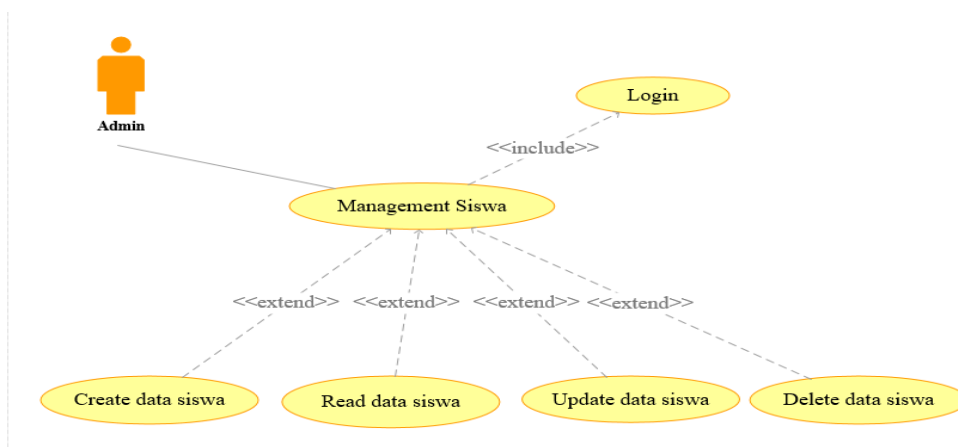 Admin
Login
<<include>>
Management Siswa
<<extend>> <<extend>> <<extend>> <<extend>>
Create data siswa Read data siswa Update data siswa Delete data siswa